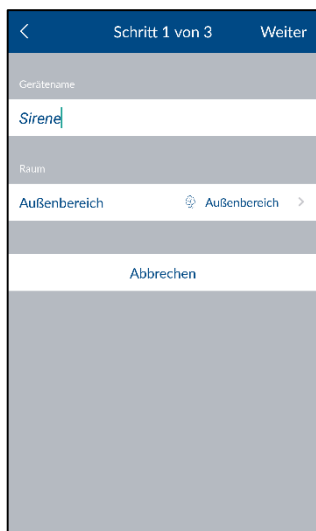 Schritt 1 von 3 Weiter
Gerätename
Sirene
Raum
Außenbereich Außenbereich
Abbrechen